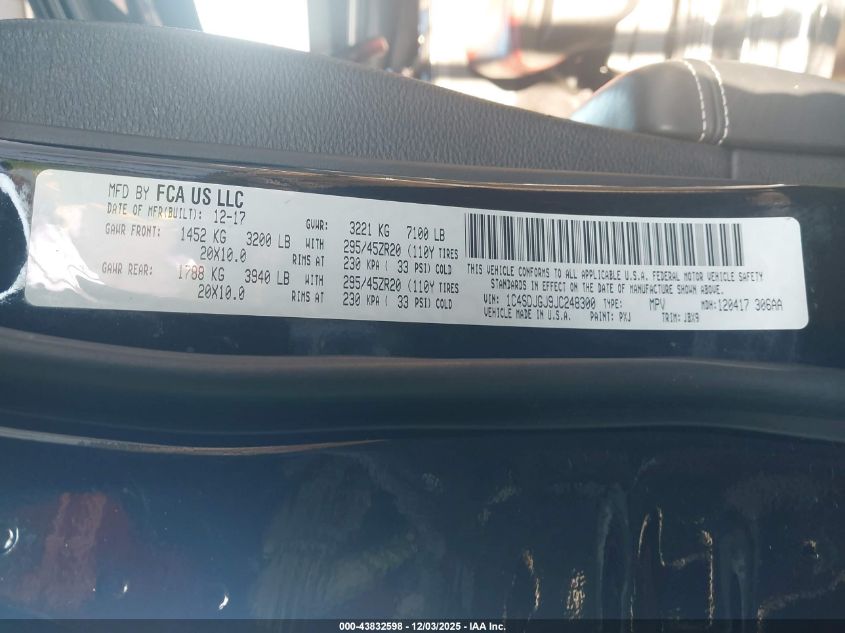 MFD BY FCA US LLC
DATE OF MFR(BUILT): 12-17 GVWR: 3221 KG 7100 LB
GAWR FRONT: 1452 KG 3200 LB WITH 295/45ZR20 (110Y TIRES
20X10.0 RIMS AT 230 KPA ( 33 PSI) COLD
GAWR REAR: 1798 KG 3940 LB WITH 295/45ZR20 (110Y TIRES
20X10.0 RIMS AT 230 KPA ( 33 PSI) COLD
THIS VEHICLE CONFORMS TO ALL APPLICABLE U.S.A. FEDERAL MOTOR VEHICLE SAFETY
STANDARDS IN EFFECT ON THE DATE OF MANUFACTURE SHOWN ABOVE.
VIN: 1C4SDJGJ9JC248300 TYPE: MPV MDH: 120417 306AA
VEHICLE MADE IN U.S.A. PAINT: PXJ TRIM: JBX9
000-43832598 - 12/03/2025 - IAA Inc.